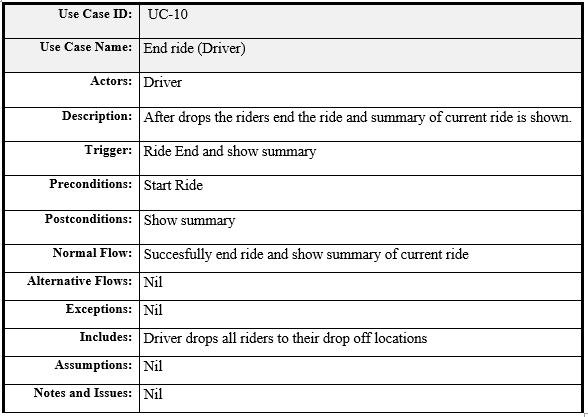 Use Case ID: UC-10
Use Case Name: End ride (Driver)
Actors: Driver
Description: After drops the riders end the ride and summary of current ride is shown.
Trigger: Ride End and show summary
Preconditions: Start Ride
Postconditions: Show summary
Normal Flow: Succesfully end ride and show summary of current ride
Alternative Flows: Nil
Exceptions: Nil
Includes: Driver drops all riders to their drop off locations
Assumptions: Nil
Notes and Issues: Nil